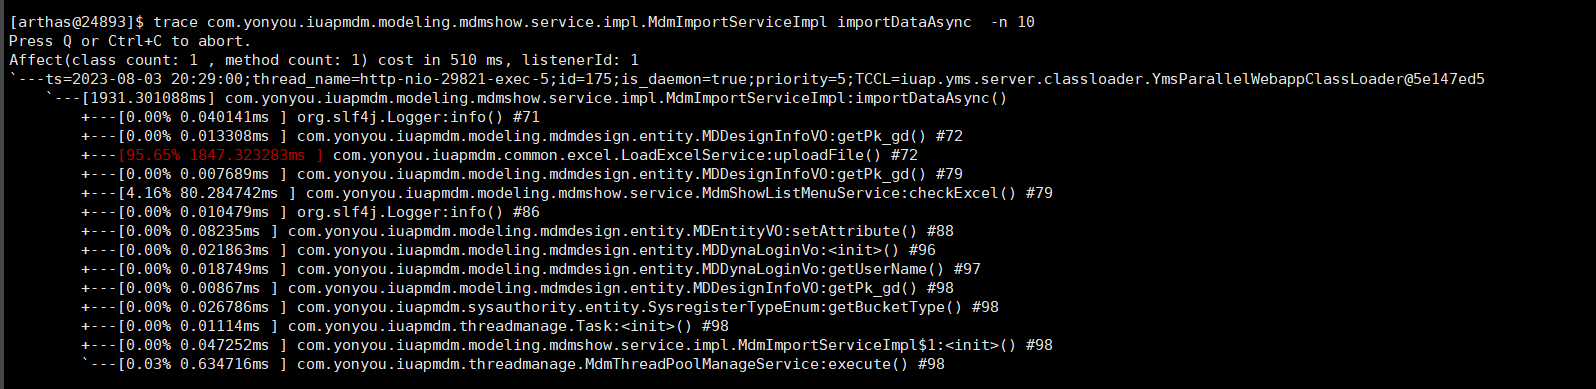 [arthas@24893]$ trace com.yonyou.iuapmdm.modeling.mdmshow.service.impl.MdmImportServiceImpl importDataAsync  -n 10
Press Q or Ctrl+C to abort.
Affect(class count: 1 , method count: 1) cost in 510 ms, listenerId: 1
`---ts=2023-08-03 20:29:00;thread_name=http-nio-29821-exec-5;id=175;is_daemon=true;priority=5;TCCL=iuap.yms.server.classloader.YmsParallelWebappClassLoader@5e147ed5
    `---[1931.301088ms] com.yonyou.iuapmdm.modeling.mdmshow.service.impl.MdmImportServiceImpl:importDataAsync()
        +---[0.00% 0.040141ms ] org.slf4j.Logger:info() #71
        +---[0.00% 0.013308ms ] com.yonyou.iuapmdm.modeling.mdmdesign.entity.MDDesignInfoVO:getPk_gd() #72
        +---[95.65% 1847.323283ms ] com.yonyou.iuapmdm.common.excel.LoadExcelService:uploadFile() #72
        +---[0.00% 0.007689ms ] com.yonyou.iuapmdm.modeling.mdmdesign.entity.MDDesignInfoVO:getPk_gd() #79
        +---[4.16% 80.284742ms ] com.yonyou.iuapmdm.modeling.mdmshow.service.MdmShowListMenuService:checkExcel() #79
        +---[0.00% 0.010479ms ] org.slf4j.Logger:info() #86
        +---[0.00% 0.08235ms ] com.yonyou.iuapmdm.modeling.mdmdesign.entity.MDEntityVO:setAttribute() #88
        +---[0.00% 0.021863ms ] com.yonyou.iuapmdm.modeling.mdmdesign.entity.MDDynaLoginVo:<init>() #96
        +---[0.00% 0.018749ms ] com.yonyou.iuapmdm.modeling.mdmdesign.entity.MDDynaLoginVo:getUserName() #97
        +---[0.00% 0.00867ms ] com.yonyou.iuapmdm.modeling.mdmdesign.entity.MDDesignInfoVO:getPk_gd() #98
        +---[0.00% 0.026786ms ] com.yonyou.iuapmdm.sysauthority.entity.SysregisterTypeEnum:getBucketType() #98
        +---[0.00% 0.01114ms ] com.yonyou.iuapmdm.threadmanage.Task:<init>() #98
        +---[0.00% 0.047252ms ] com.yonyou.iuapmdm.modeling.mdmshow.service.impl.MdmImportServiceImpl$1:<init>() #98
        `---[0.03% 0.634716ms ] com.yonyou.iuapmdm.threadmanage.MdmThreadPoolManageService:execute() #98